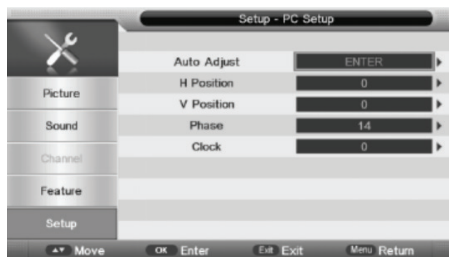 Setup - PC Setup
Auto Adjust ENTER
H Position 0
V Position 0
Phase 14
Clock 0
Picture
Sound
Channel
Feature
Setup
Move OK Enter Exit Exit Menu Return